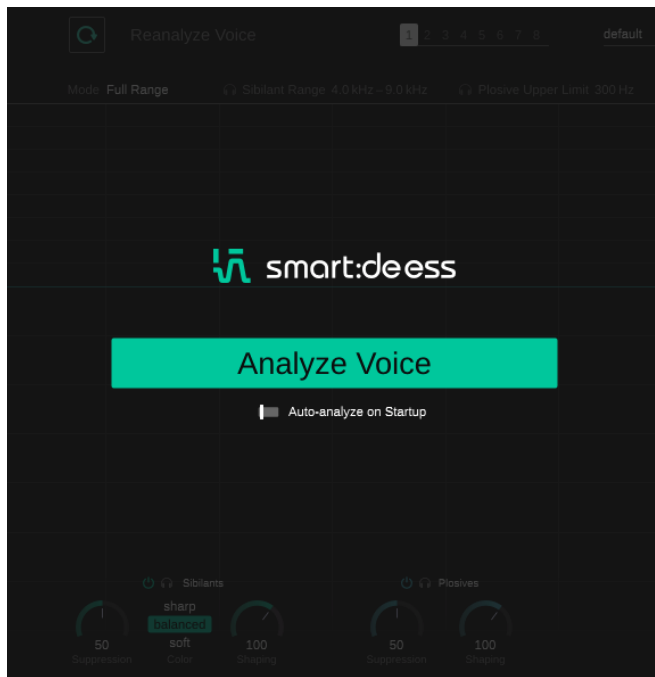 Reanalyze Voice
1 2 3 4 5 6 7 8
default
Mode Full Range
Sibilant Range 4.0 kHz – 9.0 kHz
Plosive Upper Limit 300 Hz
smart:deess
Analyze Voice
Auto-analyze on Startup
Sibilants
sharp
balanced
soft
50
Suppression
Color
100
Shaping
Plosives
50
Suppression
100
Shaping